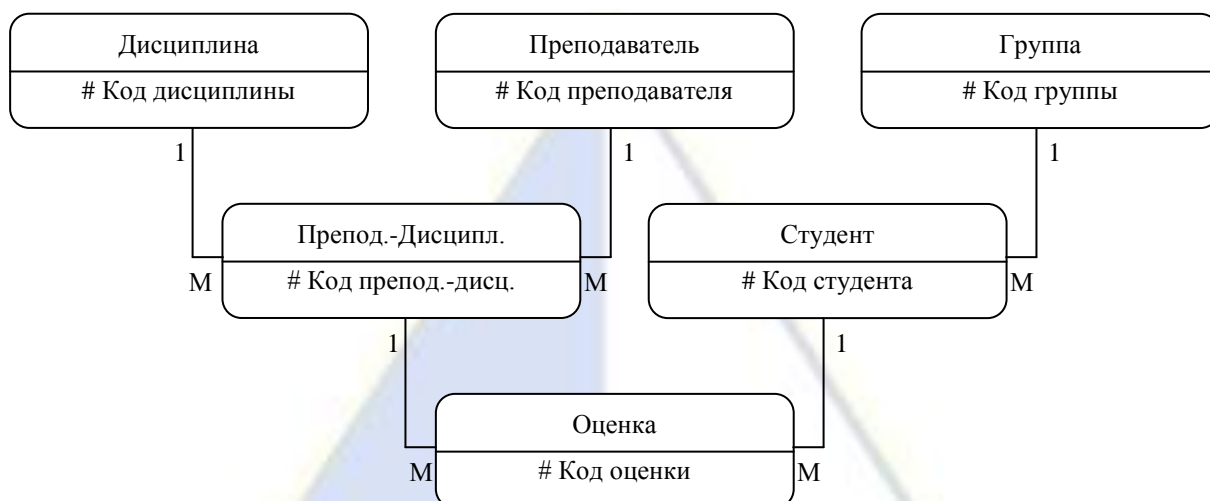 Дисциплина
# Код дисциплины
Преподаватель
# Код преподавателя
Группа
# Код группы
1
1
1
Препод.-Дисципл.
# Код препод.-дисц.
Студент
# Код студента
М
М
М
1
1
Оценка
# Код оценки
М
М